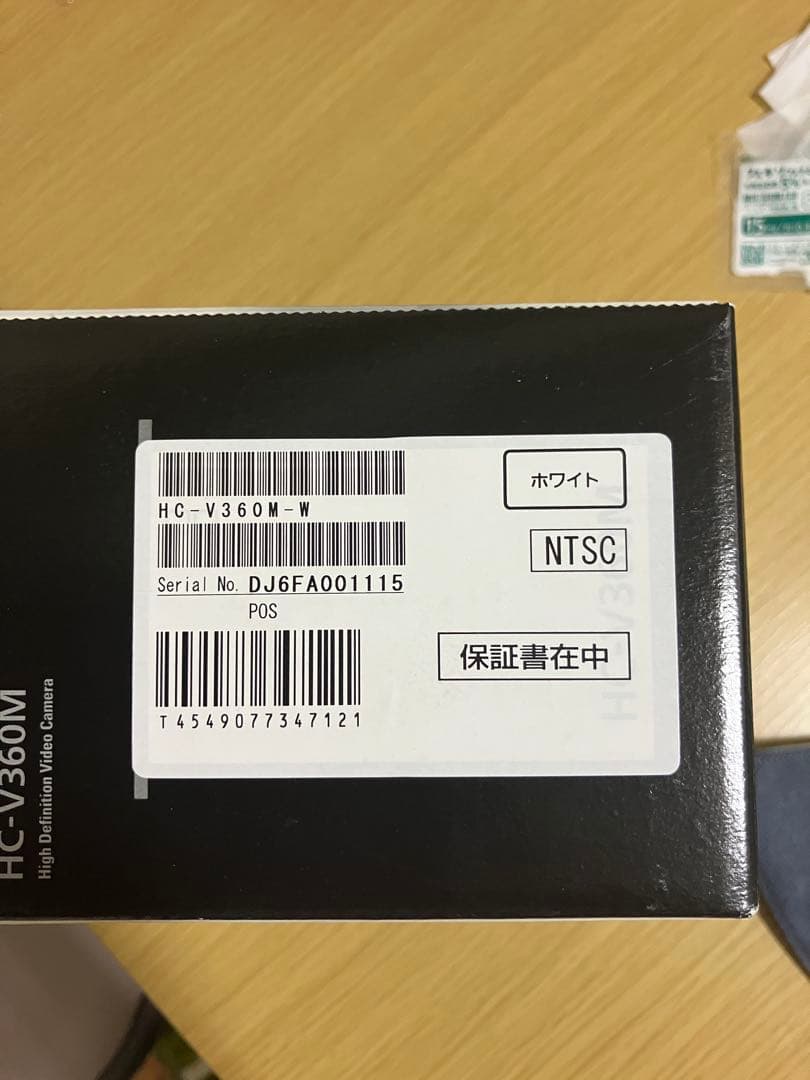 HC-V360M-W
Serial No. DJ6FA001115
POS
T4549077347121
ホワイト
NTSC
保証書在中
HC-V360M
High Definition Video Camera